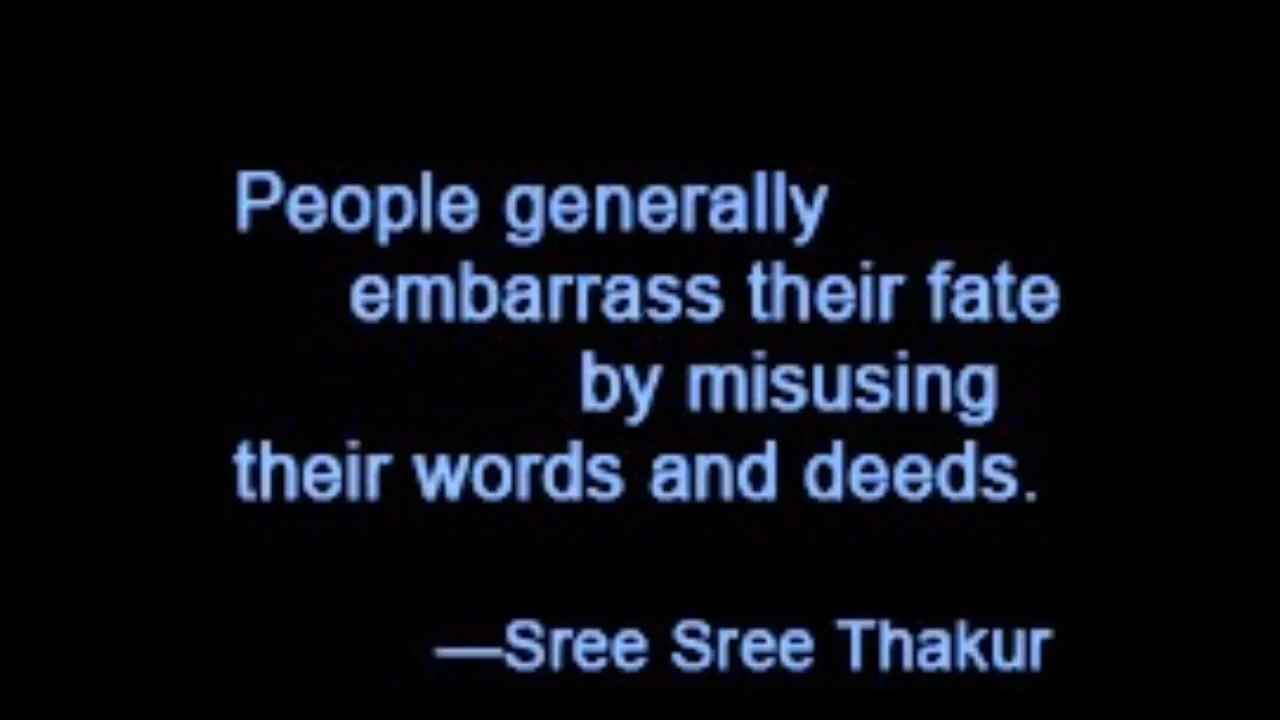 People generally
embarrass their fate
by misusing
their words and deeds.
—Sree Sree Thakur